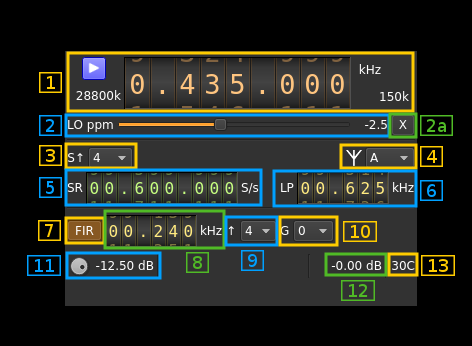 1 28800k 0.435.000 kHz 150k
2 LO ppm -2.5 X 2a
3 S↑ 4 A 4
5 SR 00.600.000 S/s LP 00.625 kHz 6
7 FIR 00.240 kHz ↑ 4 G 0 10
8 9
11 -12.50 dB -0.00 dB 30C 13
12